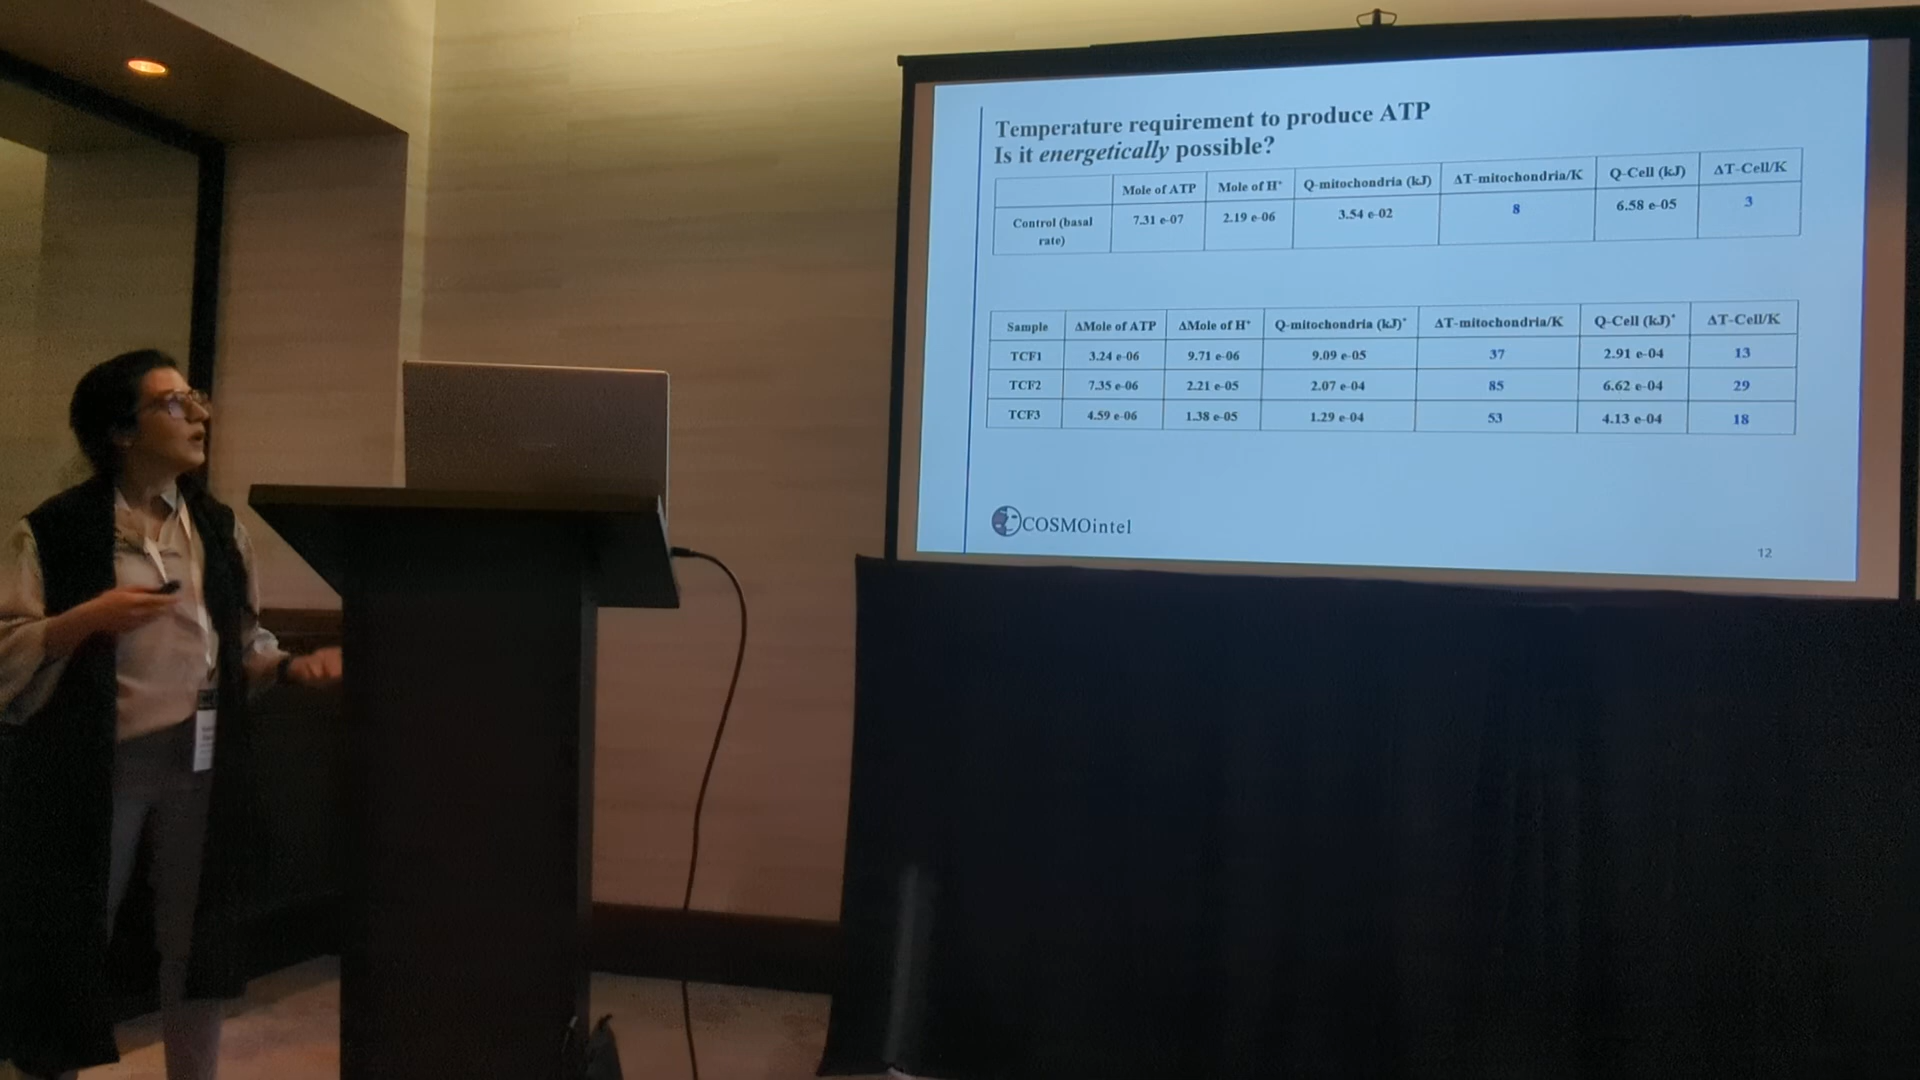 Temperature requirement to produce ATP
Is it energetically possible?
Mole of ATP Mole of H+ Q-mitochondria (kJ) ΔT-mitochondria/K Q-Cell (kJ) ΔT-Cell/K
Control (basal rate) 7.31 e-07 2.19 e-06 3.54 e-02 8 6.58 e-05 3
Sample ΔMole of ATP ΔMole of H+ Q-mitochondria (kJ)* ΔT-mitochondria/K Q-Cell (kJ)* ΔT-Cell/K
TCF1 3.24 e-06 9.71 e-06 9.09 e-05 37 2.91 e-04 13
TCF2 7.35 e-06 2.21 e-05 2.07 e-04 85 6.62 e-04 29
TCF3 4.59 e-06 1.38 e-05 1.29 e-04 53 4.13 e-04 18
COSMOintel
12